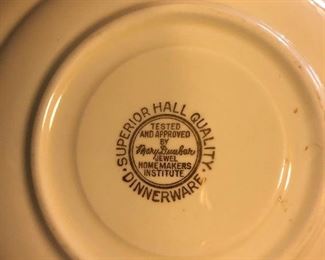 SUPERIOR HALL QUALITY
DINNERWARE
TESTED
AND APPROVED
BY
Mary Dunbar
JEWEL
HOMEMAKERS
INSTITUTE